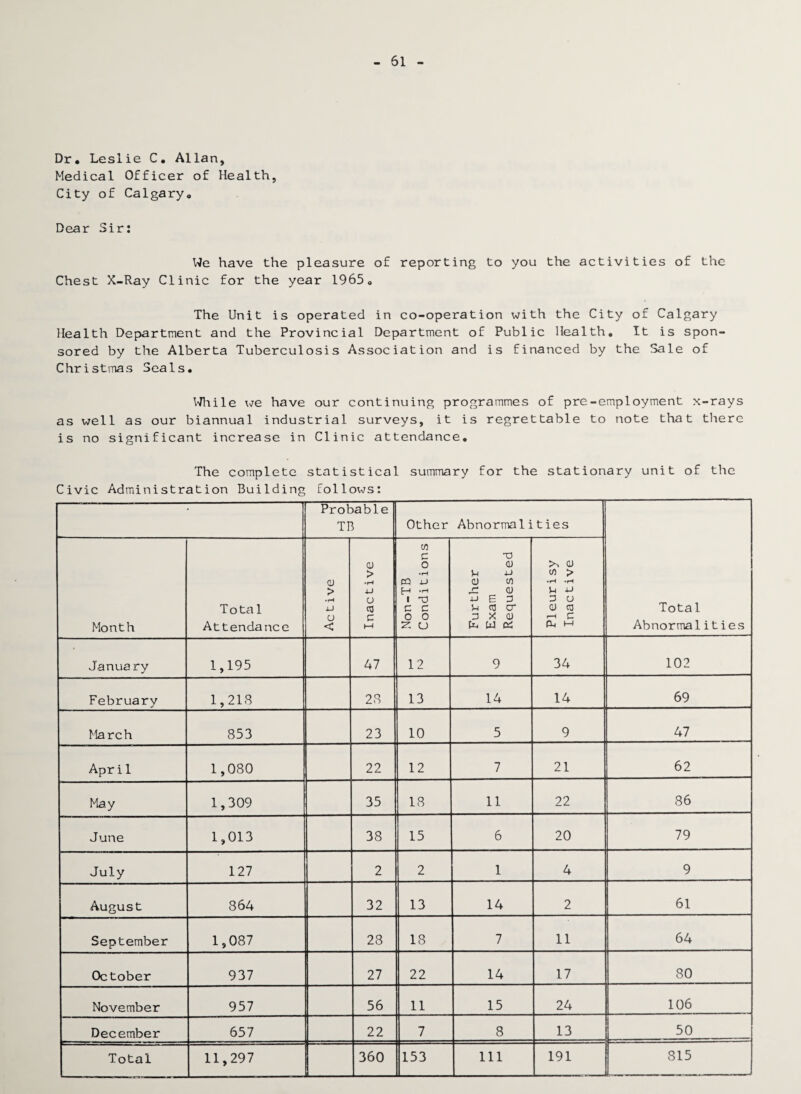 - 61 -
Dr. Leslie C. Allan,
Medical Officer of Health,
City of Calgary.
Dear Sir:
We have the pleasure of reporting to you the activities of the
Chest X-Ray Clinic for the year 1965.
The Unit is operated in co-operation with the City of Calgary
Health Department and the Provincial Department of Public Health. It is spon-
sored by the Alberta Tuberculosis Association and is financed by the Sale of
Christmas Seals.
While we have our continuing programmes of pre-employment x-rays
as well as our biannual industrial surveys, it is regrettable to note that there
is no significant increase in Clinic attendance.
The complete statistical summary for the stationary unit of the
Civic Administration Building follows:
Probable TB | Other Abnormalities
Month | Total Attendance | Active | Inactive | Non-TB Conditions | Further Exam Requested | Pleurisy Inactive | Total Abnormalities
January | 1,195 | | 47 | 12 | 9 | 34 | 102
February | 1,218 | | 28 | 13 | 14 | 14 | 69
March | 853 | | 23 | 10 | 5 | 9 | 47
April | 1,080 | | 22 | 12 | 7 | 21 | 62
May | 1,309 | | 35 | 18 | 11 | 22 | 86
June | 1,013 | | 38 | 15 | 6 | 20 | 79
July | 127 | | 2 | 2 | 1 | 4 | 9
August | 864 | | 32 | 13 | 14 | 2 | 61
September | 1,087 | | 28 | 18 | 7 | 11 | 64
October | 937 | | 27 | 22 | 14 | 17 | 80
November | 957 | | 56 | 11 | 15 | 24 | 106
December | 657 | | 22 | 7 | 8 | 13 | 50
Total | 11,297 | | 360 | 153 | 111 | 191 | 815